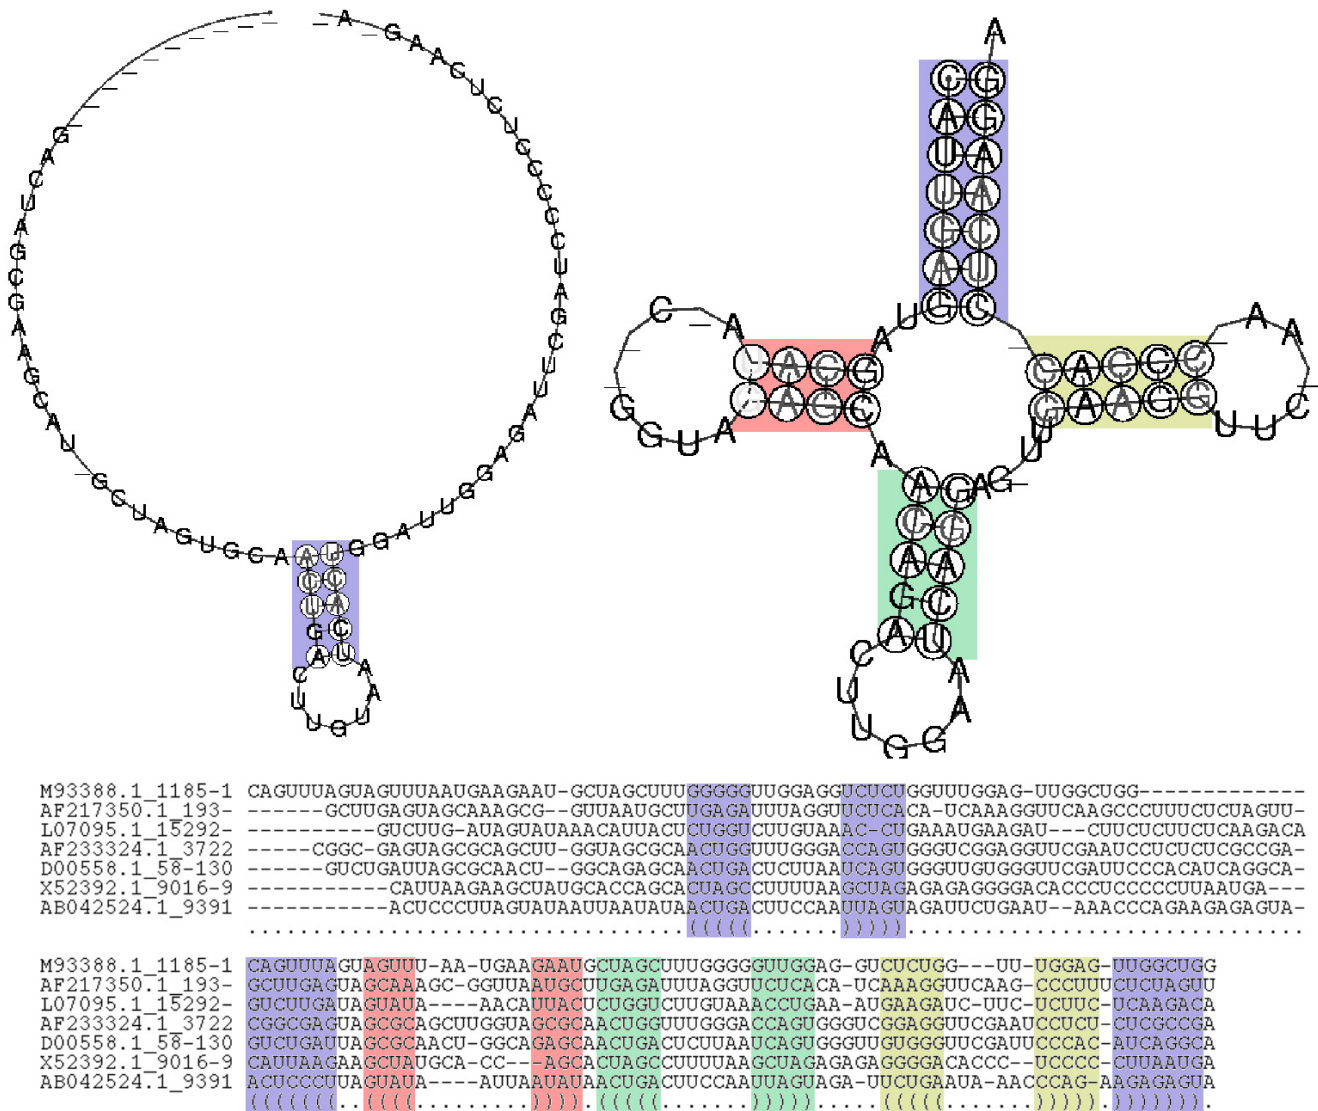 ________GACUAGCGAAGCAU_GCUAGUGCAACUGACUUGUAAUCACUGGAUUGGAGAUUCGAUCCCCUCUCAAG_A_
M93388.1_1185-1 CAGUUUAGUAGUUUAAUGAAGAAU-GCUAGCUUUGGGGGUUGGAGGUCUCUGGUUUGGAG-UUGGCUGG-------------
AF217350.1_193- ------GCUUGAGUAGCAAAGCG--GUUAAUGCUUGAGAUUUAGGUUCUCACA-UCAAAGGUUCAAGCCCUUUCUCUAGUU-
L07095.1_15292- ----------GUCUUG-AUAGUAUAAACAUUACUCUGGUCUUGUAAAC-CUGAAAUGAAGAU---CUUCUCUUCUCAAGACA
AF233324.1_3722 -----CGGC-GAGUAGCGCAGCUU-GGUAGCGCAACUGGUUUGGGACCAGUGGGUCGGAGGUUCGAAUCCUCUCUCGCCGA-
D00558.1_58-130 ------GUCUGAUUAGCGCAACU--GGCAGAGCAACUGACUCUUAAUCAGUGGGUUGUGGGUUCGAUUCCCACAUCAGGCA-
X52392.1_9016-9 -----------CAUUAAGAAGCUAUGCACCAGCACUAGCCUUUUAAGCUAGAGAGAGGGGACACCCUCCCCCUUAAUGA---
AB042524.1_9391 -----------ACUCCCUUAGUAUAAUUAAUAUAACUGACUUCCAAUUAGUAGAUUCUGAAU--AAACCCAGAAGAGAGUA-
..................................(((((.......)))))...............................
M93388.1_1185-1 CAGUUUAGUAGUUU-AA-UGAAGAAUGCUAGCUUUGGGGGUUGGAG-GUCUCUGG---UU-UGGAG-UUGGCUGG
AF217350.1_193- GCUUGAGUAGCAAAGC-GGUUAAUGCUUGAGAUUUAGGUUCUCACA-UCAAAGGUUCAAG-CCCUUUCUCUAGUU
L07095.1_15292- GUCUUGAUAGUAUA---AACAUUACUCUGGUCUUGUAAACCUGAA-AUGAAGAUC-UUC-UCUUC-UCAAGACA
AF233324.1_3722 CGGCGAGUAGCGCAGCUUGGUAGCGCAACUGGUUUGGGACCAGUGGGUCGGAGGUUCGAAUCCUCU-CUCGCCGA
D00558.1_58-130 GUCUGAUUAGCGCAACU-GGCAGAGCAACUGACUCUUAAUCAGUGGGUUGUGGGUUCGAUUCCCAC-AUCAGGCA
X52392.1_9016-9 CAUUAAGAAGCUAUGCA-CC---AGCACUAGCCUUUUAAGCUAGAGAGAGGGGACACCC-UCCCC-CUUAAUGA
AB042524.1_9391 ACUCCCUUAGUAUA----AUUAAUAUAACUGACUUCCAAUUAGUAGA-UUCUGAAUA-AACCCAG-AAGAGAGUA
(((((((..((((.........)))).(((((.......))))).....(((((.......))))).))))))).